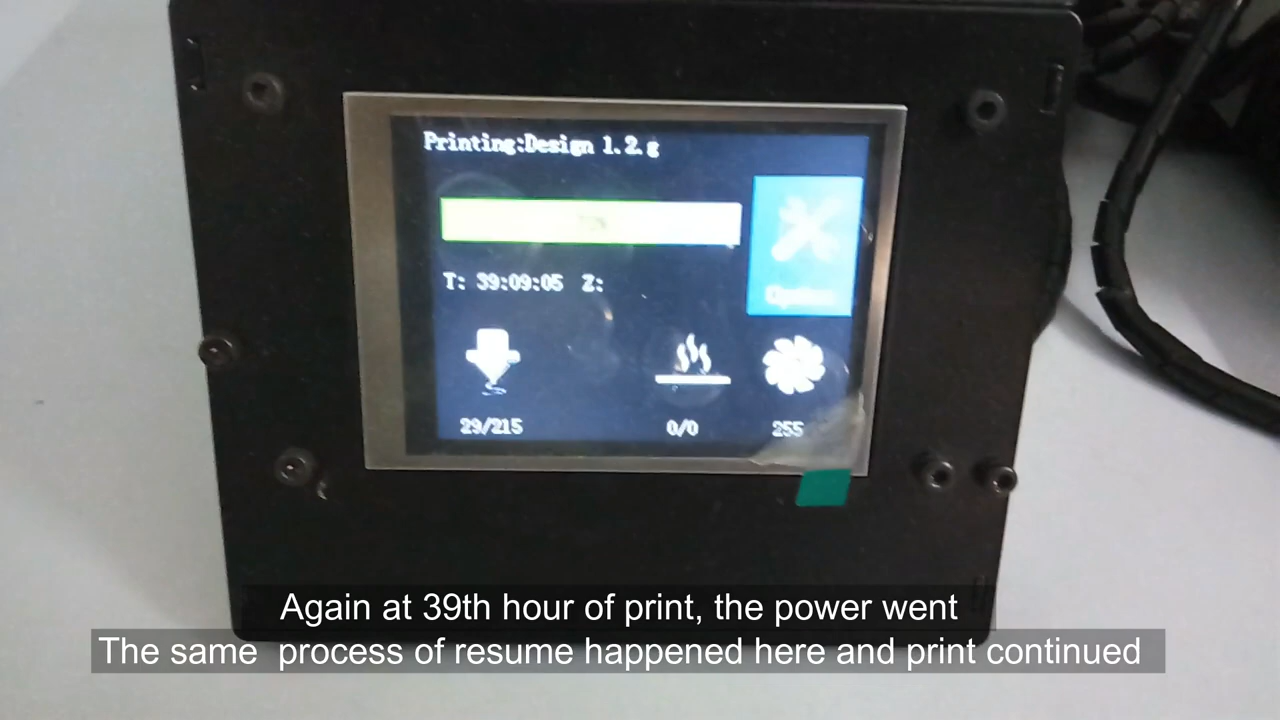 Printing:Design 1.2.g
T: 39:09:05 Z:
29/215
0/0
255
Again at 39th hour of print, the power went
The same process of resume happened here and print continued